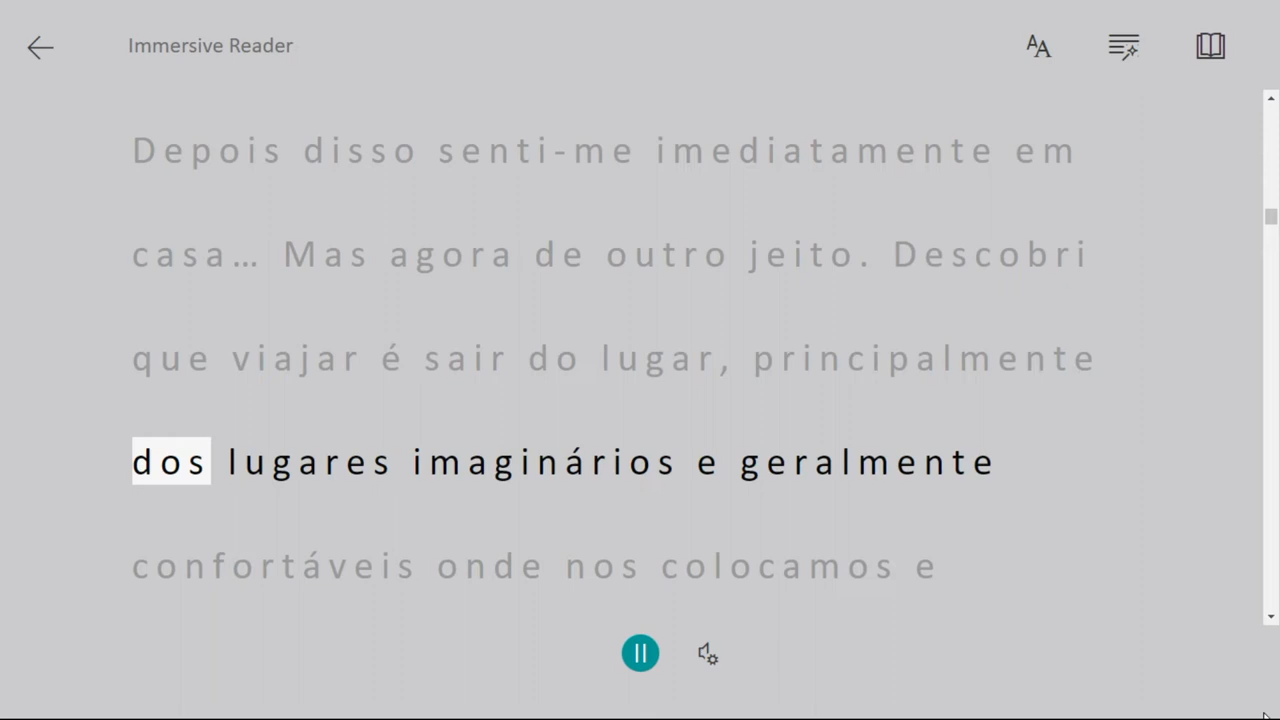 Immersive Reader
AA
Depois disso senti-me imediatamente em
casa… Mas agora de outro jeito. Descobri
que viajar é sair do lugar, principalmente
dos lugares imaginários e geralmente
confortáveis onde nos colocamos e